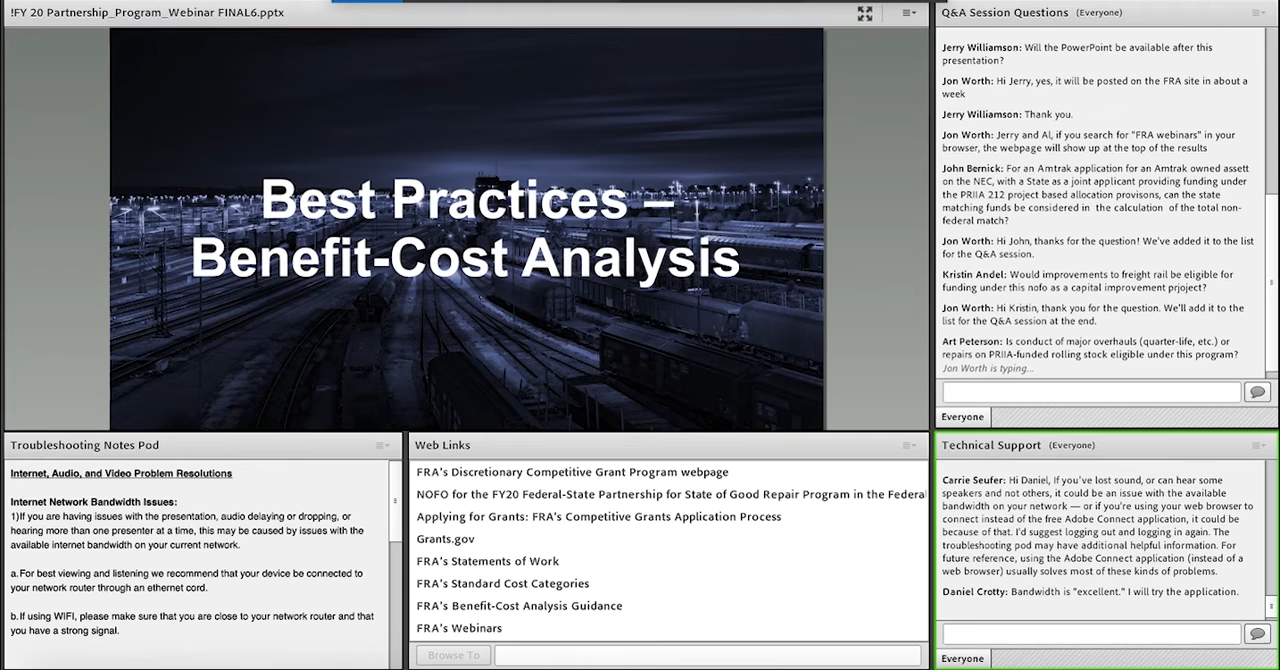 !FY 20 Partnership_Program_Webinar FINAL6.pptx
Best Practices –
Benefit-Cost Analysis
Q&A Session Questions (Everyone)
Jerry Williamson: Will the PowerPoint be available after this
presentation?
Jon Worth: Hi Jerry, yes, it will be posted on the FRA site in about a
week
Jerry Williamson: Thank you.
Jon Worth: Jerry and Al, if you search for "FRA webinars" in your
browser, the webpage will show up at the top of the results
John Bernick: For an Amtrak application for an Amtrak owned assett
on the NEC, with a State as a joint applicant providing funding under
the PRIIA 212 project based allocation provisons, can the state
matching funds be considered in the calculation of the total non-
federal match?
Jon Worth: Hi John, thanks for the question! We've added it to the list
for the Q&A session.
Kristin Andel: Would improvements to freight rail be eligible for
funding under this nofo as a capital improvement prjoject?
Jon Worth: Hi Kristin, thank you for the question. We'll add it to the
list for the Q&A session at the end.
Art Peterson: Is conduct of major overhauls (quarter-life, etc.) or
repairs on PRIIA-funded rolling stock eligible under this program?
Jon Worth is typing...
Everyone
Troubleshooting Notes Pod
Internet, Audio, and Video Problem Resolutions
Internet Network Bandwidth Issues:
1)If you are having issues with the presentation, audio delaying or dropping, or
hearing more than one presenter at a time, this may be caused by issues with the
available internet bandwidth on your current network.
a.For best viewing and listening we recommend that your device be connected to
your network router through an ethernet cord.
b.If using WIFI, please make sure that you are close to your network router and that
you have a strong signal.
Web Links
FRA's Discretionary Competitive Grant Program webpage
NOFO for the FY20 Federal-State Partnership for State of Good Repair Program in the Federal
Applying for Grants: FRA's Competitive Grants Application Process
Grants.gov
FRA's Statements of Work
FRA's Standard Cost Categories
FRA's Benefit-Cost Analysis Guidance
FRA's Webinars
Browse To
Technical Support (Everyone)
Carrie Seufer: Hi Daniel, If you've lost sound, or can hear some
speakers and not others, it could be an issue with the available
bandwidth on your network — or if you're using your web browser to
connect instead of the free Adobe Connect application, it could be
because of that. I'd suggest logging out and logging in again. The
troubleshooting pod may have additional helpful information. For
future reference, using the Adobe Connect application (instead of a
web browser) usually solves most of these kinds of problems.
Daniel Crotty: Bandwidth is "excellent." I will try the application.
Everyone